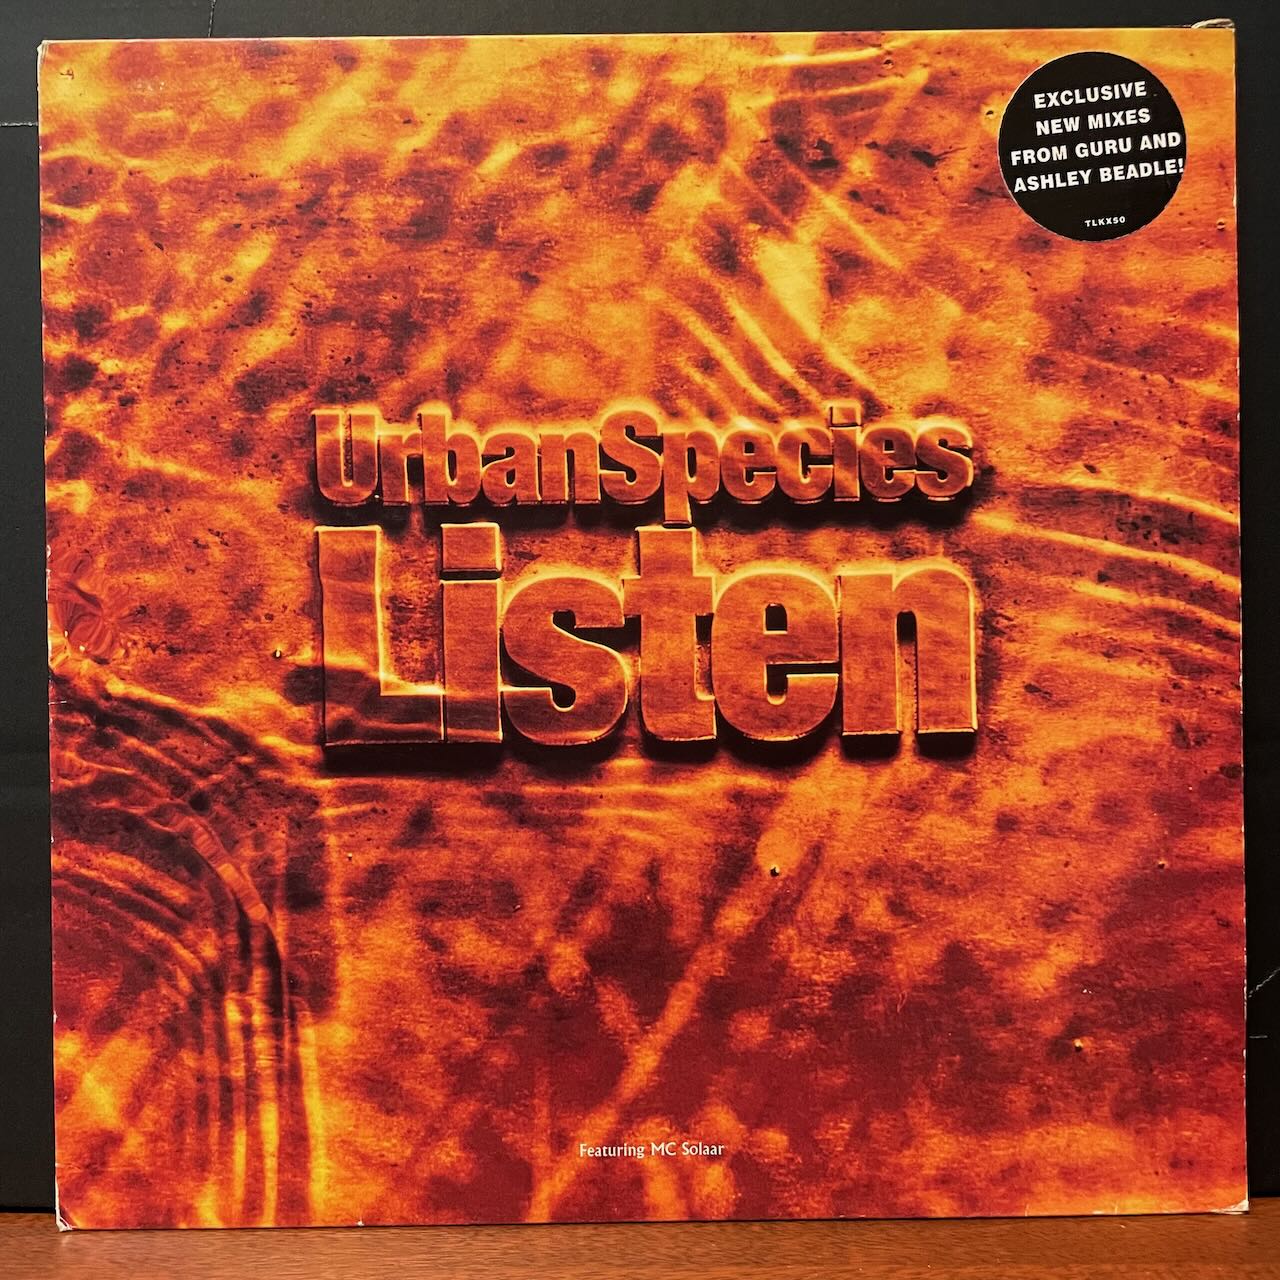 EXCLUSIVE
NEW MIXES
FROM GURU AND
ASHLEY BEADLE!
TLKX50
UrbanSpecies
Listen
Featuring MC Solaar